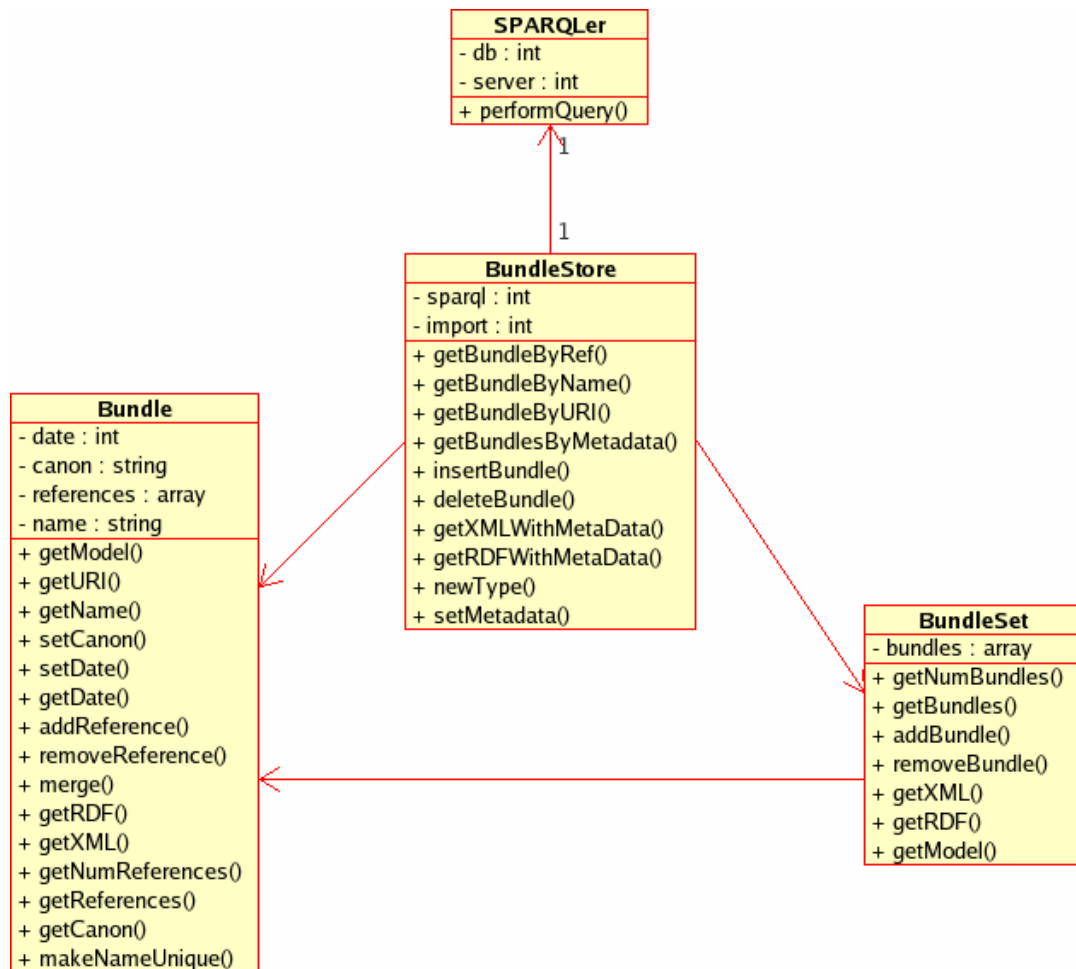 SPARQLer
- db : int
- server : int
+ performQuery()
1
1
BundleStore
- sparql : int
- import : int
+ getBundleByRef()
+ getBundleByName()
+ getBundleByURI()
+ getBundlesByMetadata()
+ insertBundle()
+ deleteBundle()
+ getXMLWithMetaData()
+ getRDFWithMetaData()
+ newType()
+ setMetadata()
Bundle
- date : int
- canon : string
- references : array
- name : string
+ getModel()
+ getURI()
+ getName()
+ setCanon()
+ setDate()
+ getDate()
+ addReference()
+ removeReference()
+ merge()
+ getRDF()
+ getXML()
+ getNumReferences()
+ getReferences()
+ getCanon()
+ makeNameUnique()
BundleSet
- bundles : array
+ getNumBundles()
+ getBundles()
+ addBundle()
+ removeBundle()
+ getXML()
+ getRDF()
+ getModel()